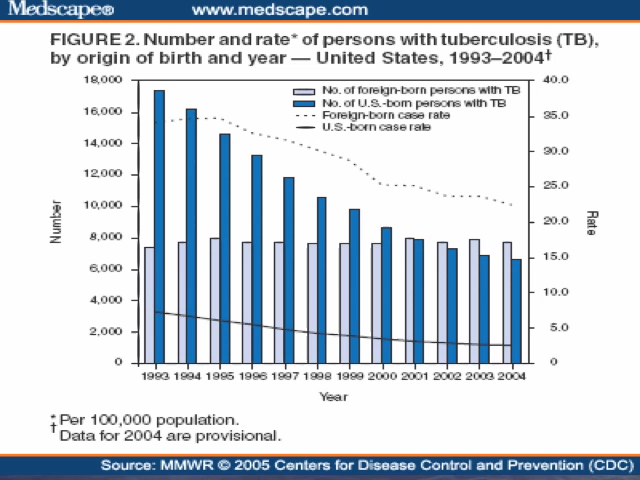 Medscape® www.medscape.com
FIGURE 2. Number and rate* of persons with tuberculosis (TB),
by origin of birth and year — United States, 1993–2004†
18,000
16,000
14,000
12,000
10,000
8,000
6,000
4,000
2,000
0
Number
40.0
35.0
30.0
25.0
20.0
15.0
10.0
5.0
0
Rate
No. of foreign-born persons with TB
No. of U.S.-born persons with TB
Foreign-born case rate
U.S.-born case rate
1993 1994 1995 1996 1997 1998 1999 2000 2001 2002 2003 2004
Year
* Per 100,000 population.
† Data for 2004 are provisional.
Source: MMWR © 2005 Centers for Disease Control and Prevention (CDC)